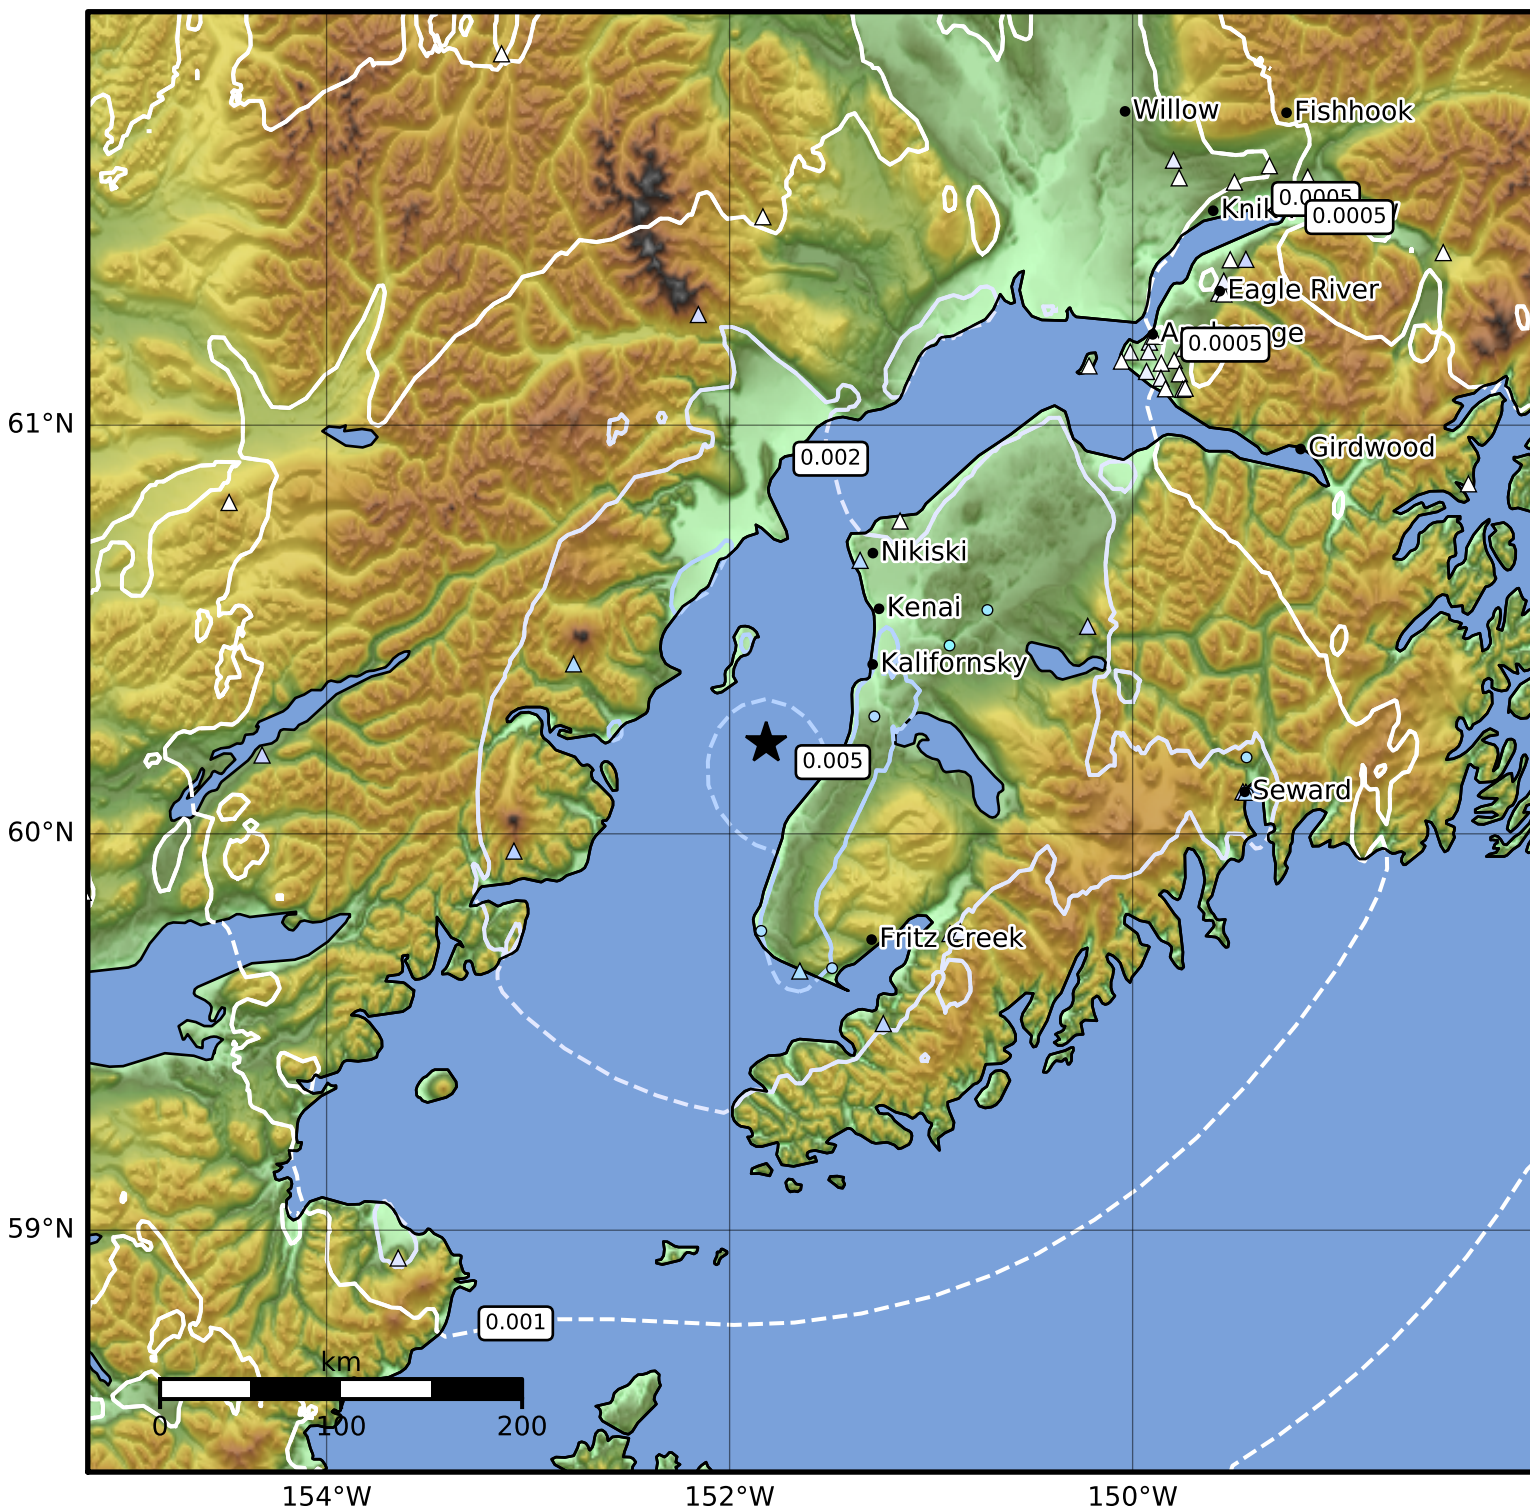 Willow
Fishhook
0.0005
Knik
0.0005
Eagle River
0.0005
61°N
Girdwood
0.002
Nikiski
Kenai
Kalifornsky
0.005
Seward
60°N
Fritz Creek
59°N
0.001
km
0
100
200
154°W
152°W
150°W